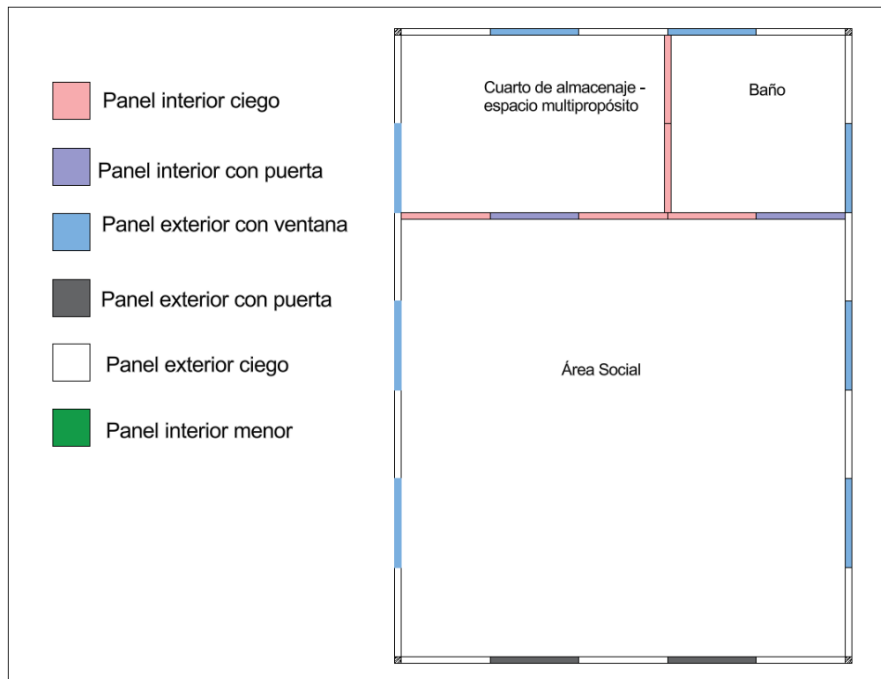 Panel interior ciego
Panel interior con puerta
Panel exterior con ventana
Panel exterior con puerta
Panel exterior ciego
Panel interior menor
Cuarto de almacenaje -
espacio multipropósito
Baño
Área Social